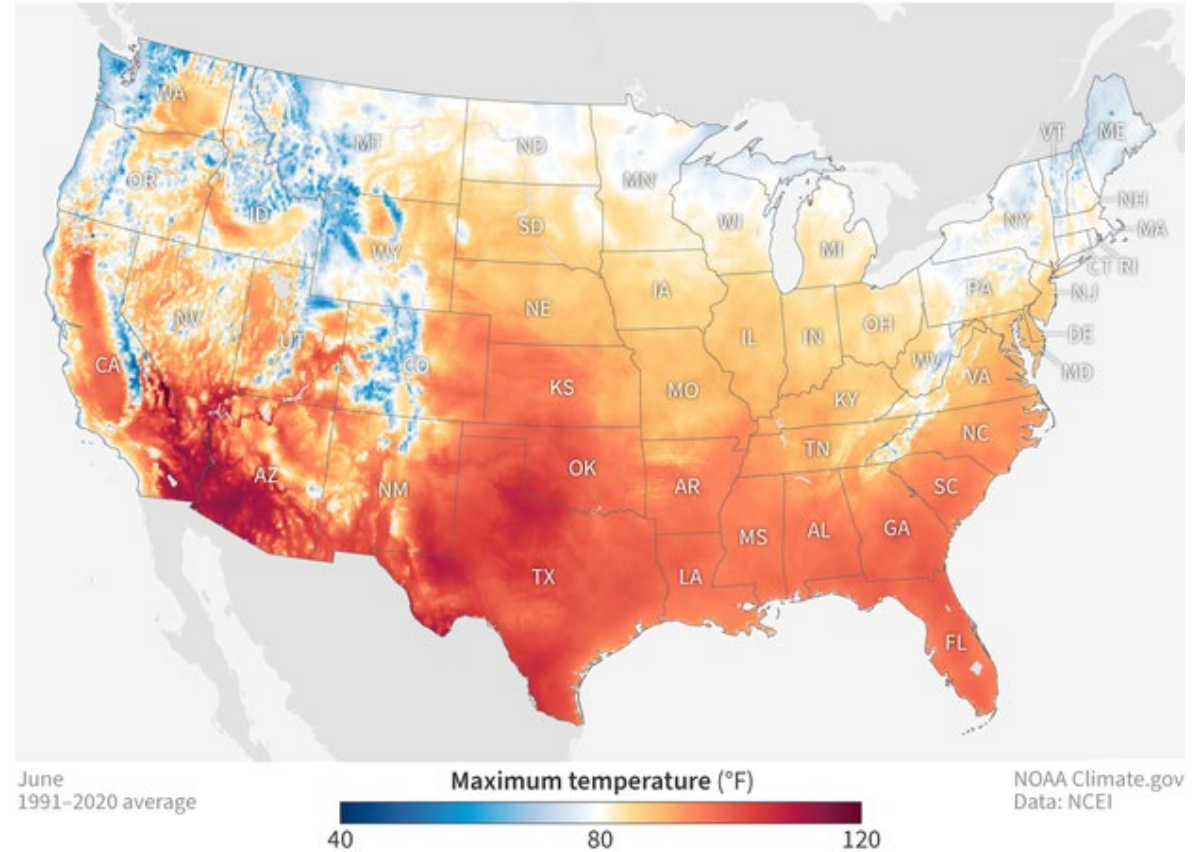 WA
MT
ND
MN
VT
ME
OR
ID
SD
WI
MI
NY
NH
MA
WY
CT RI
NV
UT
NE
IA
PA
NJ
IL
IN
OH
DE
CA
CO
KS
MO
WV
VA
MD
KY
AZ
NM
OK
TN
NC
AR
SC
TX
LA
MS
AL
GA
FL
June
1991–2020 average
Maximum temperature (°F)
40
80
120
NOAA Climate.gov
Data: NCEI